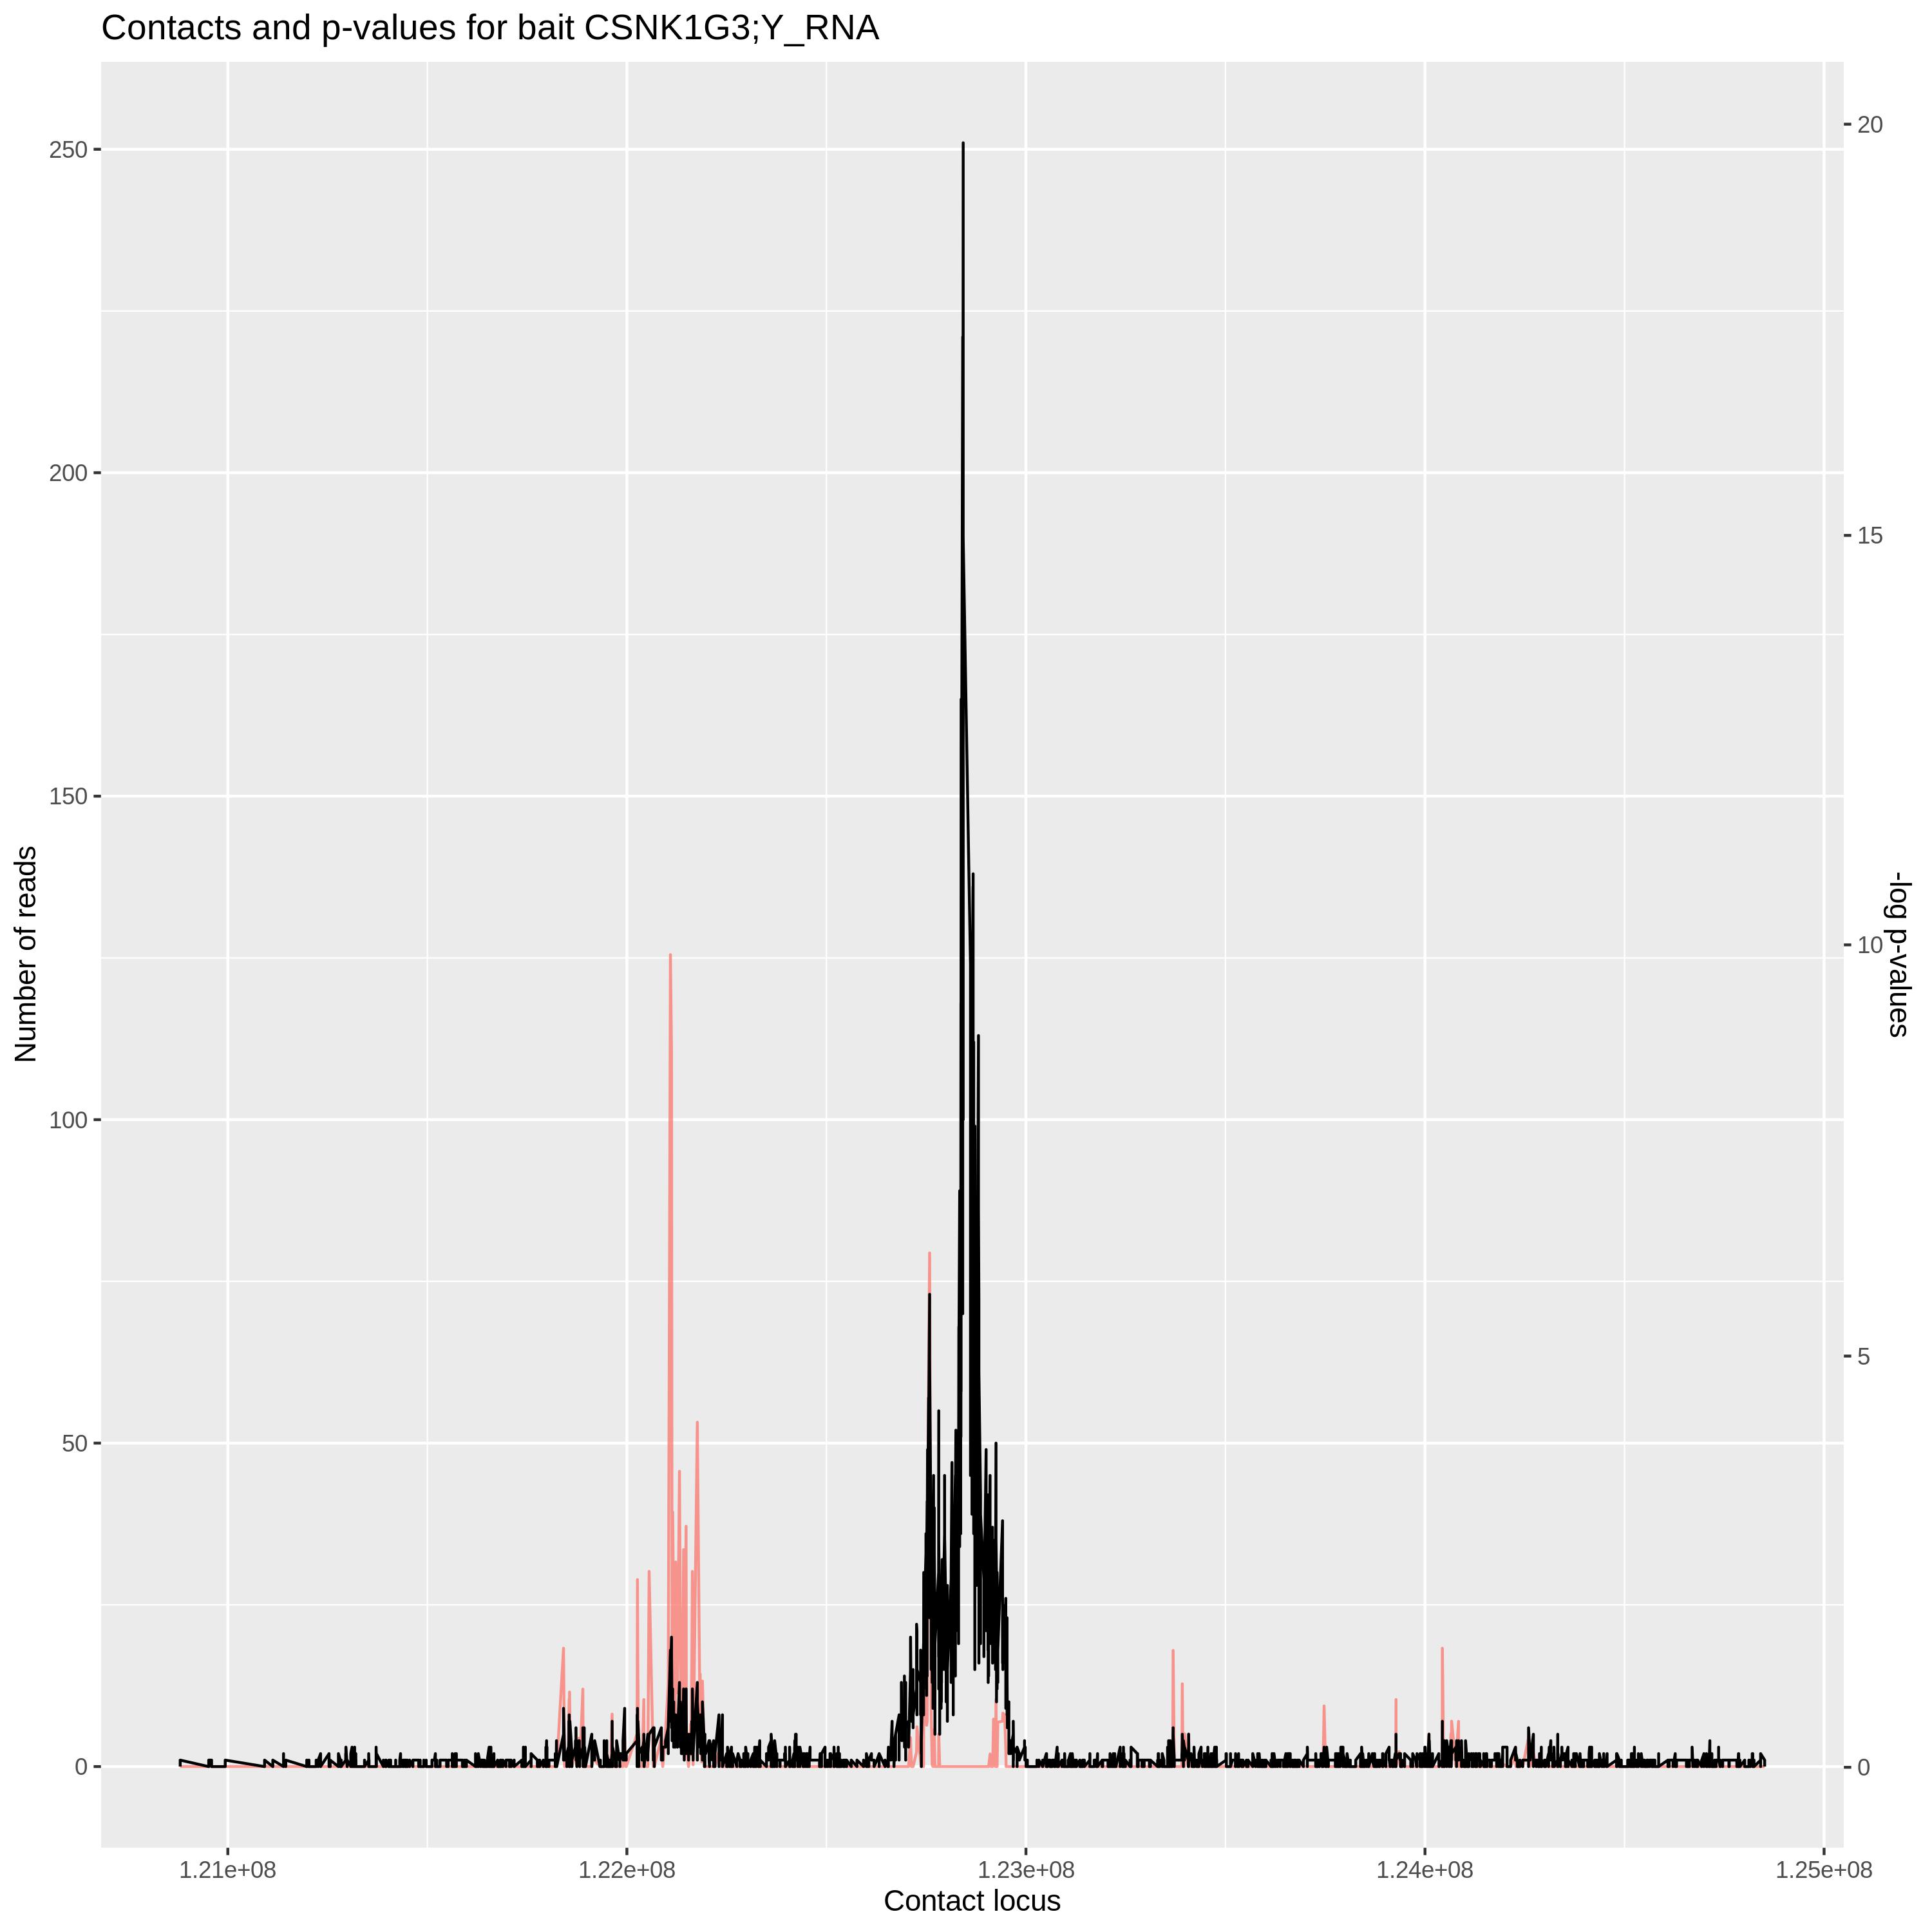 Contacts and p-values for bait CSNK1G3;Y_RNA
250
200
150
100
50
0
Number of reads
20
15
10
5
0
-log p-values
1.21e+08
1.22e+08
1.23e+08
1.24e+08
1.25e+08
Contact locus